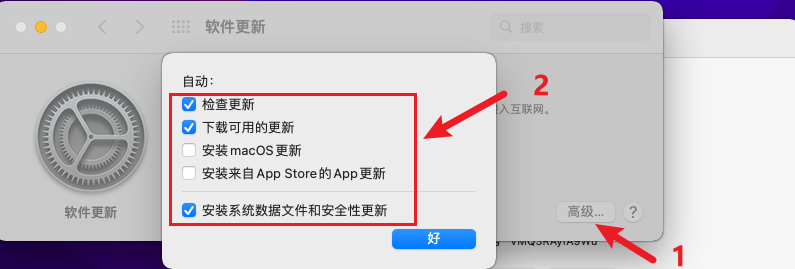 软件更新
搜索
自动：
检查更新
下载可用的更新
安装macOS更新
安装来自App Store的App更新
安装系统数据文件和安全性更新
好
2
入互联网。
软件更新
高级...
?
1